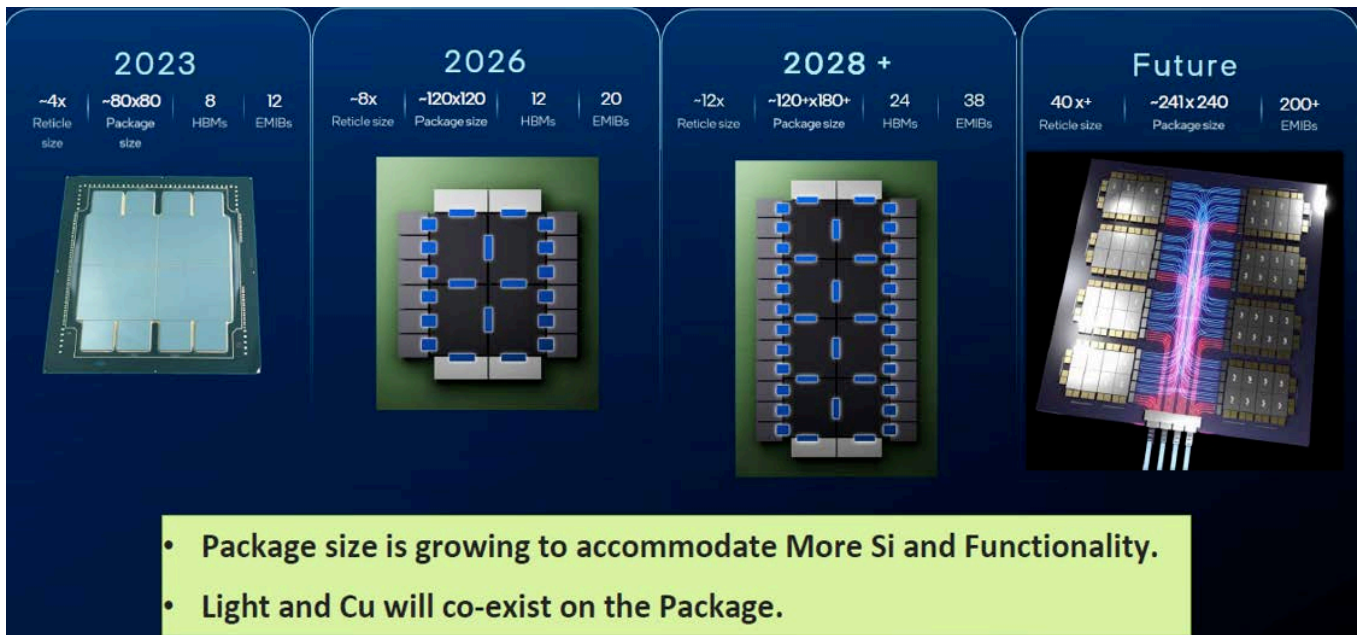 2023
~4x
Reticle
size
~80x80
Package
size
8
HBMs
12
EMIBs
2026
~8x
Reticle size
~120x120
Package size
12
HBMs
20
EMIBs
2028 +
~12x
Reticle size
~120+x180+
Package size
24
HBMs
38
EMIBs
Future
40 x+
Reticle size
~241 x 240
Package size
200+
EMIBs
• Package size is growing to accommodate More Si and Functionality.
• Light and Cu will co-exist on the Package.